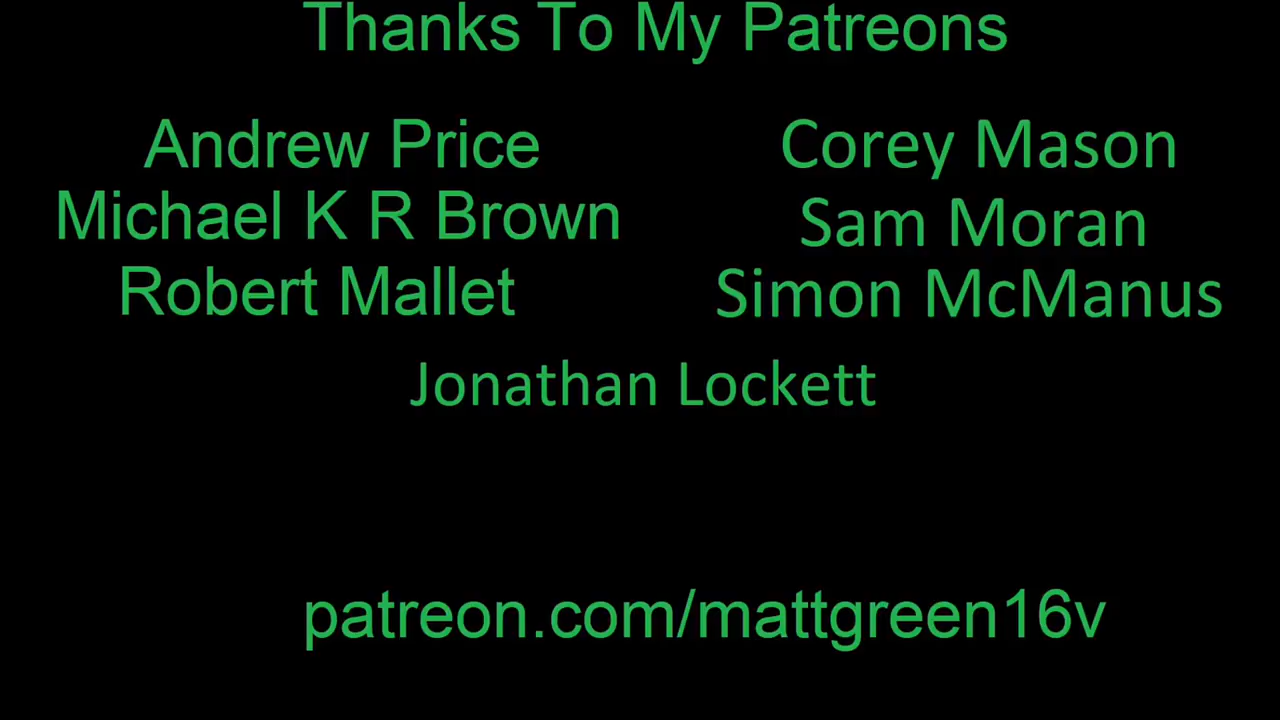 Thanks To My Patreons
Andrew Price
Corey Mason
Michael K R Brown
Sam Moran
Robert Mallet
Simon McManus
Jonathan Lockett
patreon.com/mattgreen16v